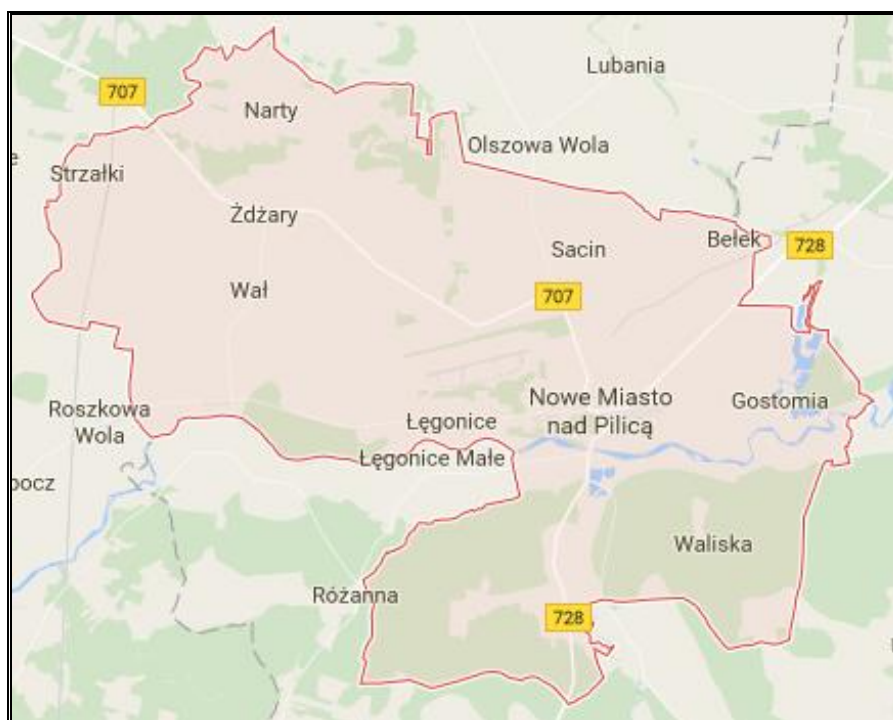 Lubania
707
Narty
Olszowa Wola
Strzałki
Żdżary
Bełek
728
Sacin
Wał
707
Nowe Miasto
nad Pilicą
Gostomia
Roszkowa
Wola
Łęgonice
Łęgonice Małe
bocz
Waliska
Różanna
728